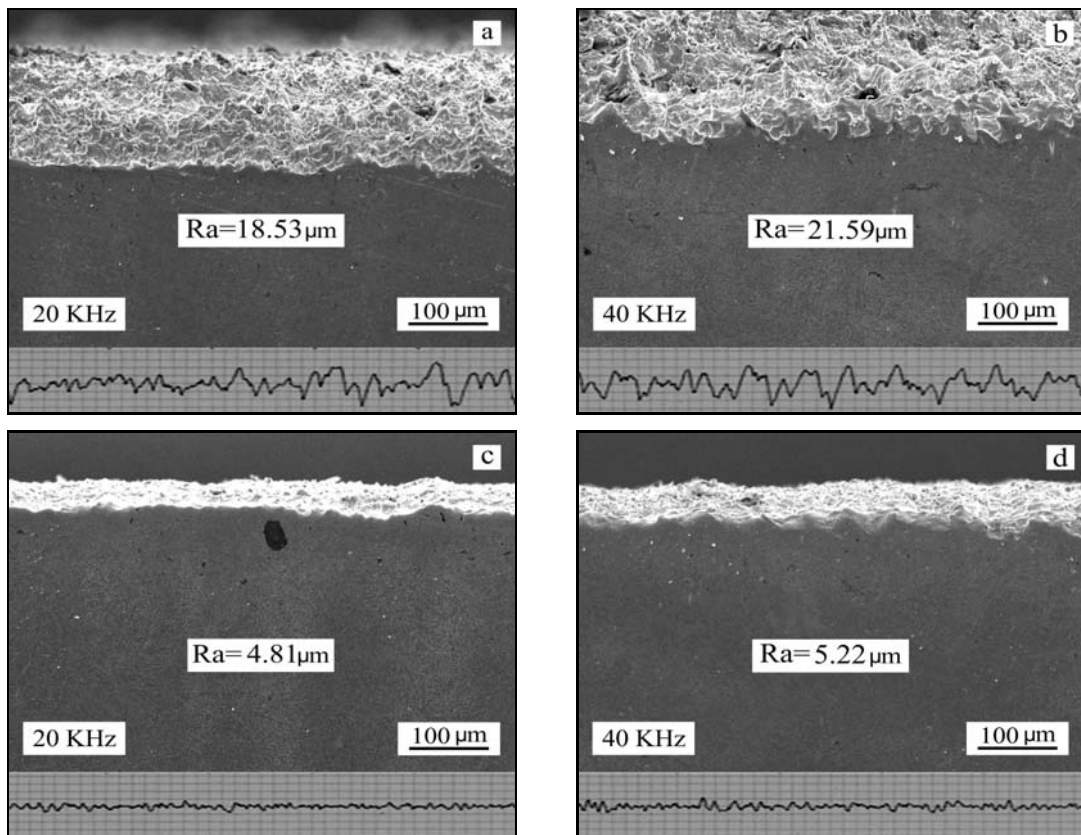 a
Ra=18.53µm
20 KHz
100 µm
b
Ra=21.59µm
40 KHz
100 µm
c
Ra=4.81µm
20 KHz
100 µm
d
Ra=5.22µm
40 KHz
100 µm